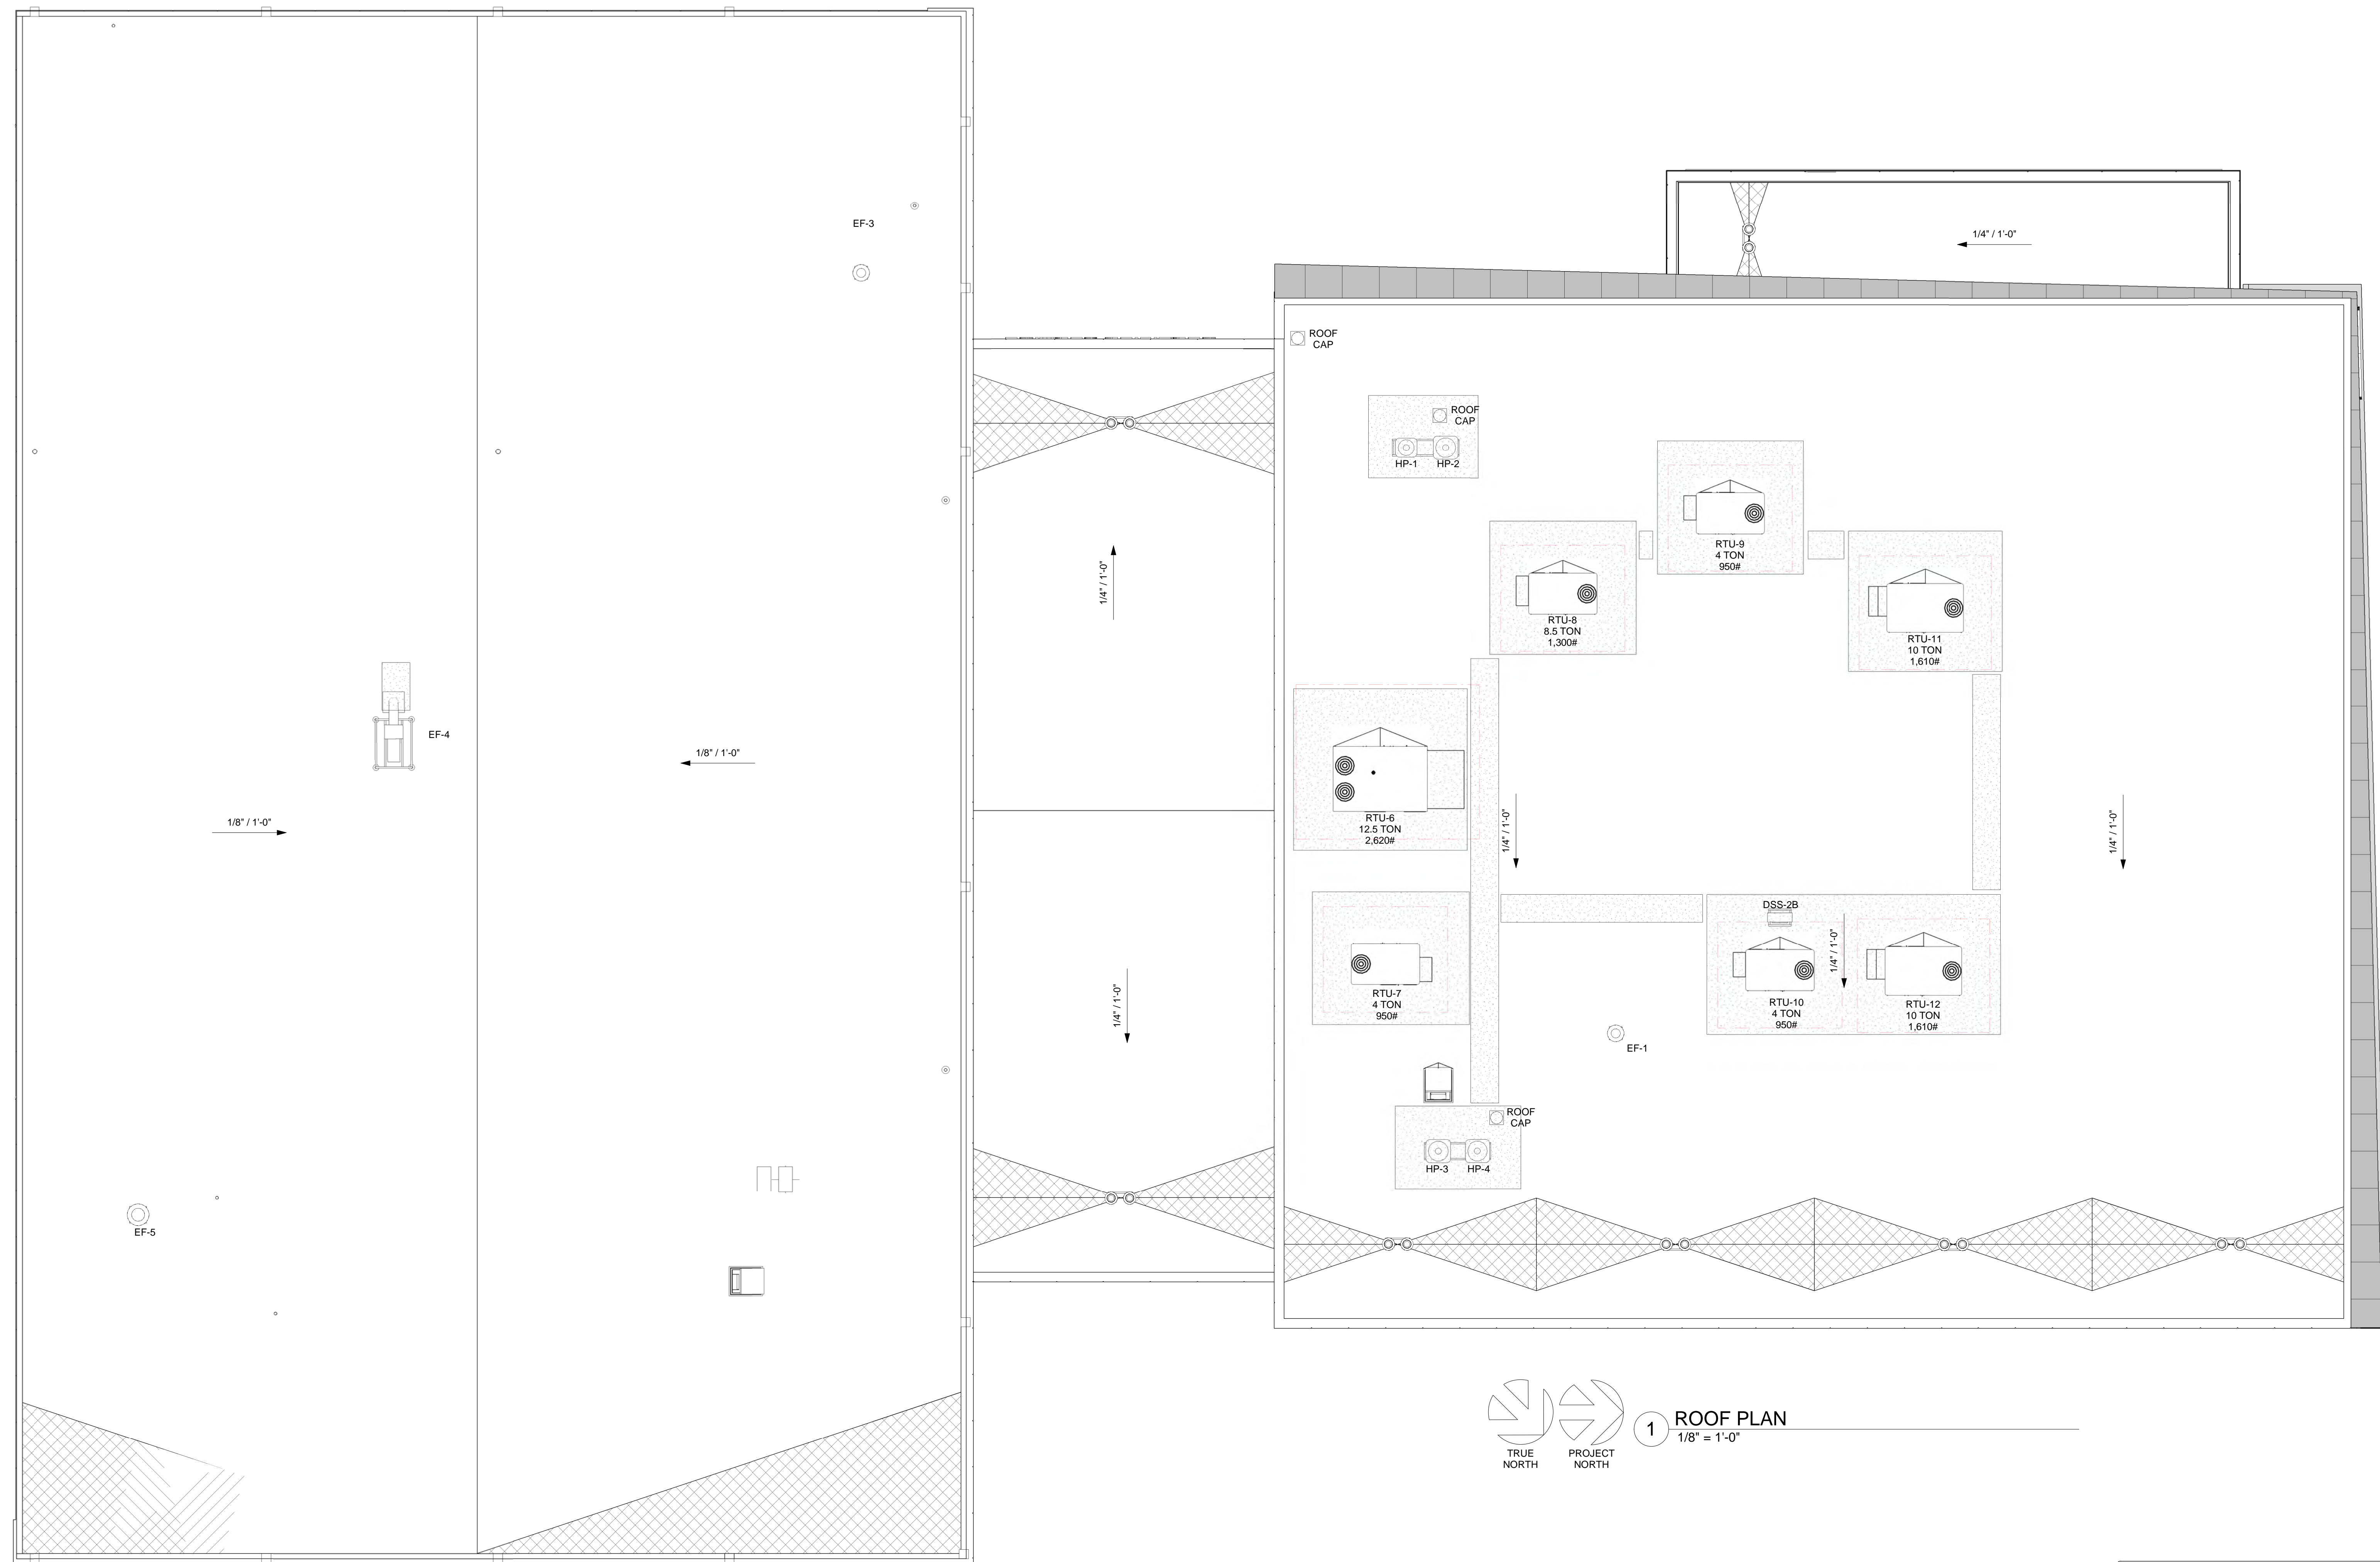 EF-3
1/4" / 1'-0"
ROOF
CAP
ROOF
CAP
HP-1
HP-2
RTU-9
4 TON
950#
1/4" / 1'-0"
RTU-8
8.5 TON
1,300#
RTU-11
10 TON
1,610#
EF-4
1/8" / 1'-0"
1/8" / 1'-0"
RTU-6
12.5 TON
2,620#
1/4" / 1'-0"
1/4" / 1'-0"
DSS-2B
1/4" / 1'-0"
RTU-7
4 TON
950#
1/4" / 1'-0"
RTU-10
4 TON
950#
RTU-12
10 TON
1,610#
EF-1
ROOF
CAP
HP-3
HP-4
EF-5
1
ROOF PLAN
1/8" = 1'-0"
TRUE
NORTH
PROJECT
NORTH